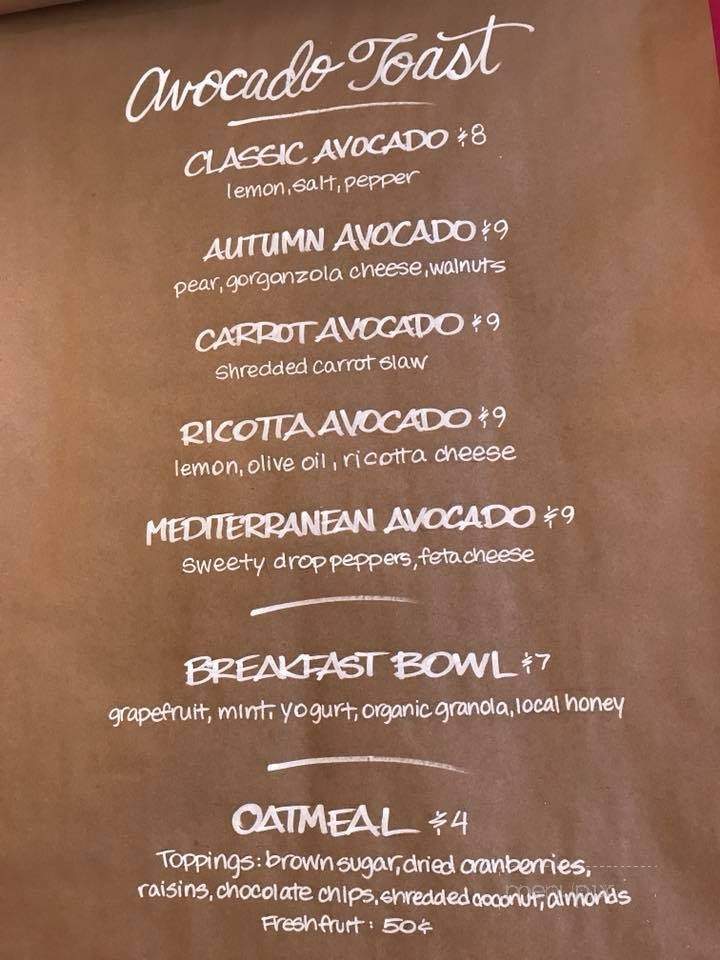 Avocado Toast
CLASSIC AVOCADO $8
lemon, salt, pepper
AUTUMN AVOCADO $9
pear, gorganzola cheese, walnuts
CARROT AVOCADO $9
shredded carrot slaw
RICOTTA AVOCADO $9
lemon, olive oil, ricotta cheese
MEDITERRANEAN AVOCADO $9
sweety drop peppers, feta cheese
BREAKFAST BOWL $7
grapefruit, mint, yogurt, organic granola, local honey
OATMEAL $4
Toppings: brown sugar, dried cranberries,
raisins, chocolate chips, shredded coconut, almonds
Fresh fruit: 50¢
menupix